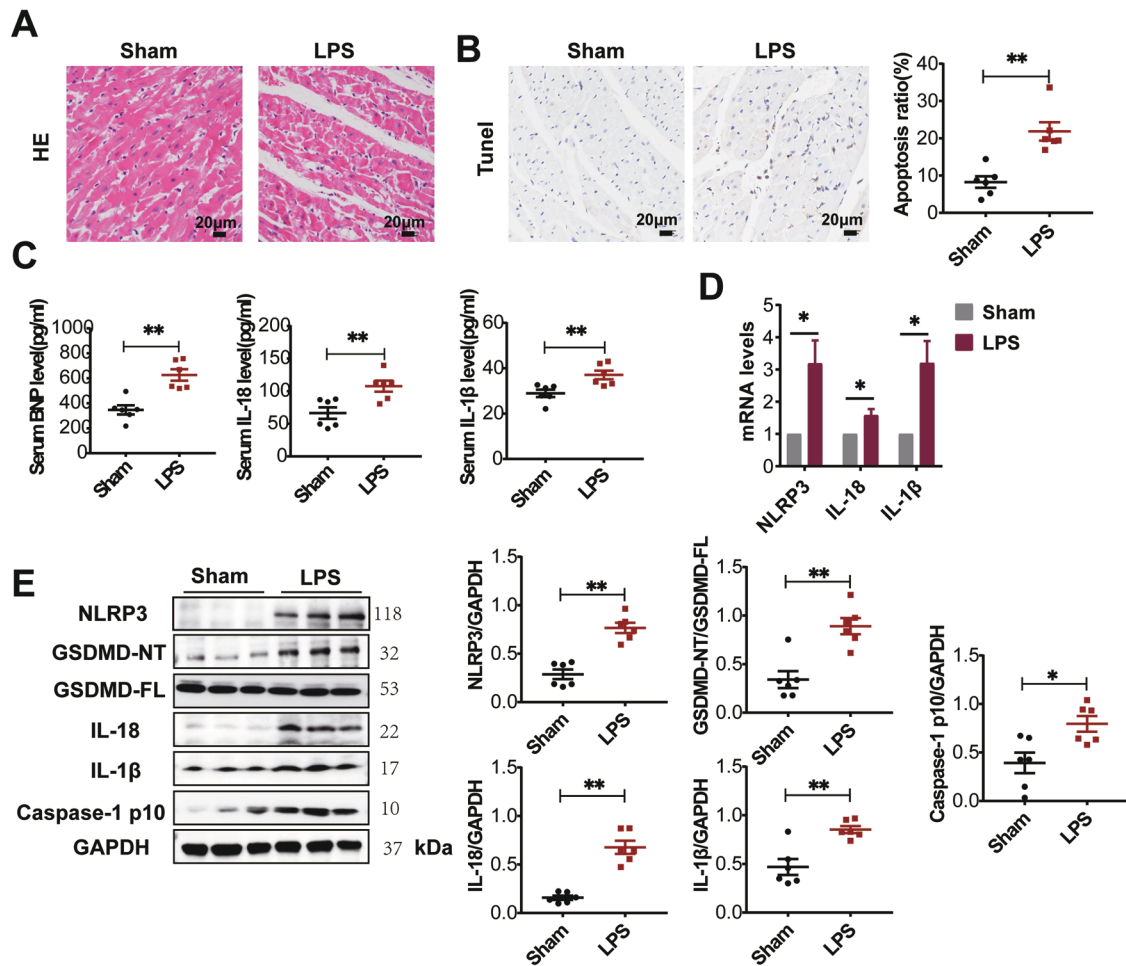 A
Sham LPS
HE
20μm 20μm
B
Sham LPS
Tunel
20μm 20μm
Apoptosis ratio(%)
40
30
20
10
0
**
Sham LPS
C
Serum BNP level(pg/ml)
1000
800
600
400
200
0
**
Sham LPS
Serum IL-18 level(pg/ml)
200
150
100
50
0
**
Sham LPS
Serum IL-1β level(pg/ml)
60
40
20
0
**
Sham LPS
D
mRNA levels
5
4
3
2
1
0
* * *
NLRP3 IL-18 IL-1β
Sham
LPS
E
Sham LPS
NLRP3 118
GSDMD-NT 32
GSDMD-FL 53
IL-18 22
IL-1β 17
Caspase-1 p10 10
GAPDH 37 kDa
NLRP3/GAPDH
1.5
1.0
0.5
0.0
**
Sham LPS
GSDMD-NT/GSDMD-FL
1.5
1.0
0.5
0.0
**
Sham LPS
IL-18/GAPDH
1.5
1.0
0.5
0.0
**
Sham LPS
IL-1β/GAPDH
1.5
1.0
0.5
0.0
**
Sham LPS
Caspase-1 p10/GAPDH
1.5
1.0
0.5
0.0
*
Sham LPS